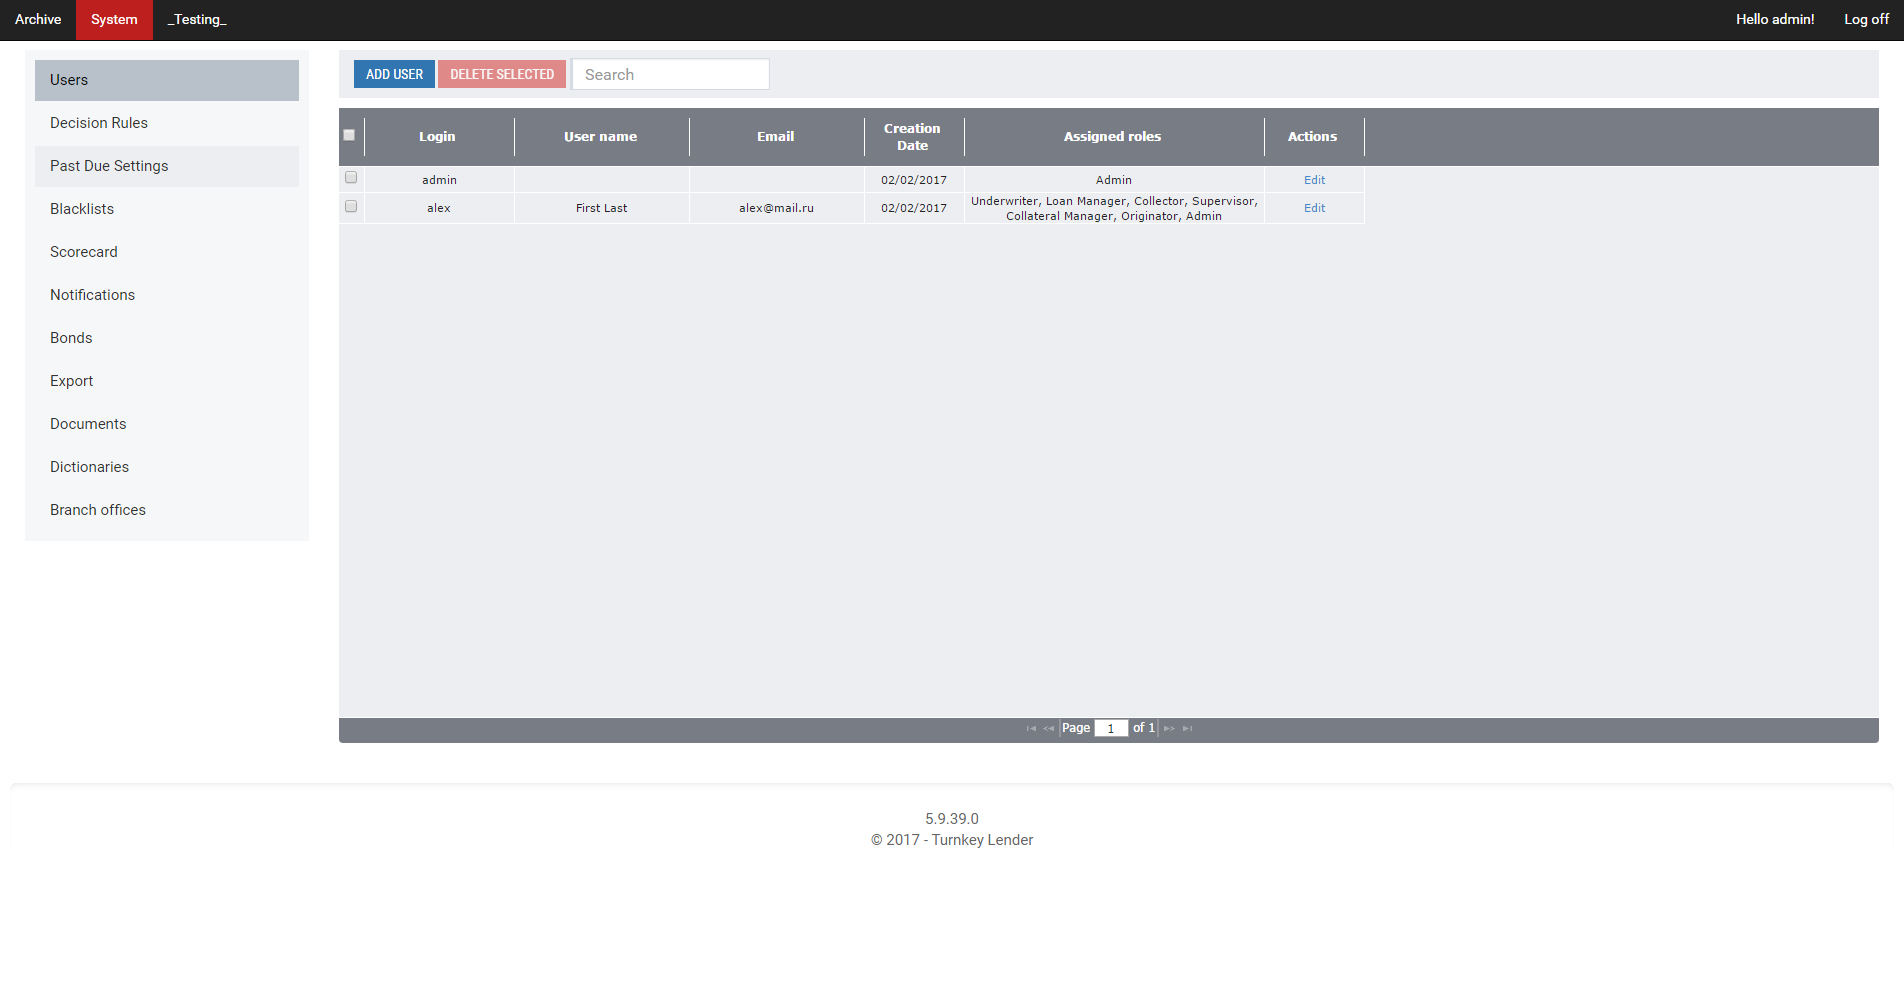 Archive System _Testing_ Hello admin! Log off
Users
Decision Rules
Past Due Settings
Blacklists
Scorecard
Notifications
Bonds
Export
Documents
Dictionaries
Branch offices
ADD USER DELETE SELECTED Search
Login User name Email Creation Date Assigned roles Actions
admin 02/02/2017 Admin Edit
alex First Last alex@mail.ru 02/02/2017 Underwriter, Loan Manager, Collector, Supervisor, Collateral Manager, Originator, Admin Edit
Page 1 of 1
5.9.39.0
© 2017 - Turnkey Lender